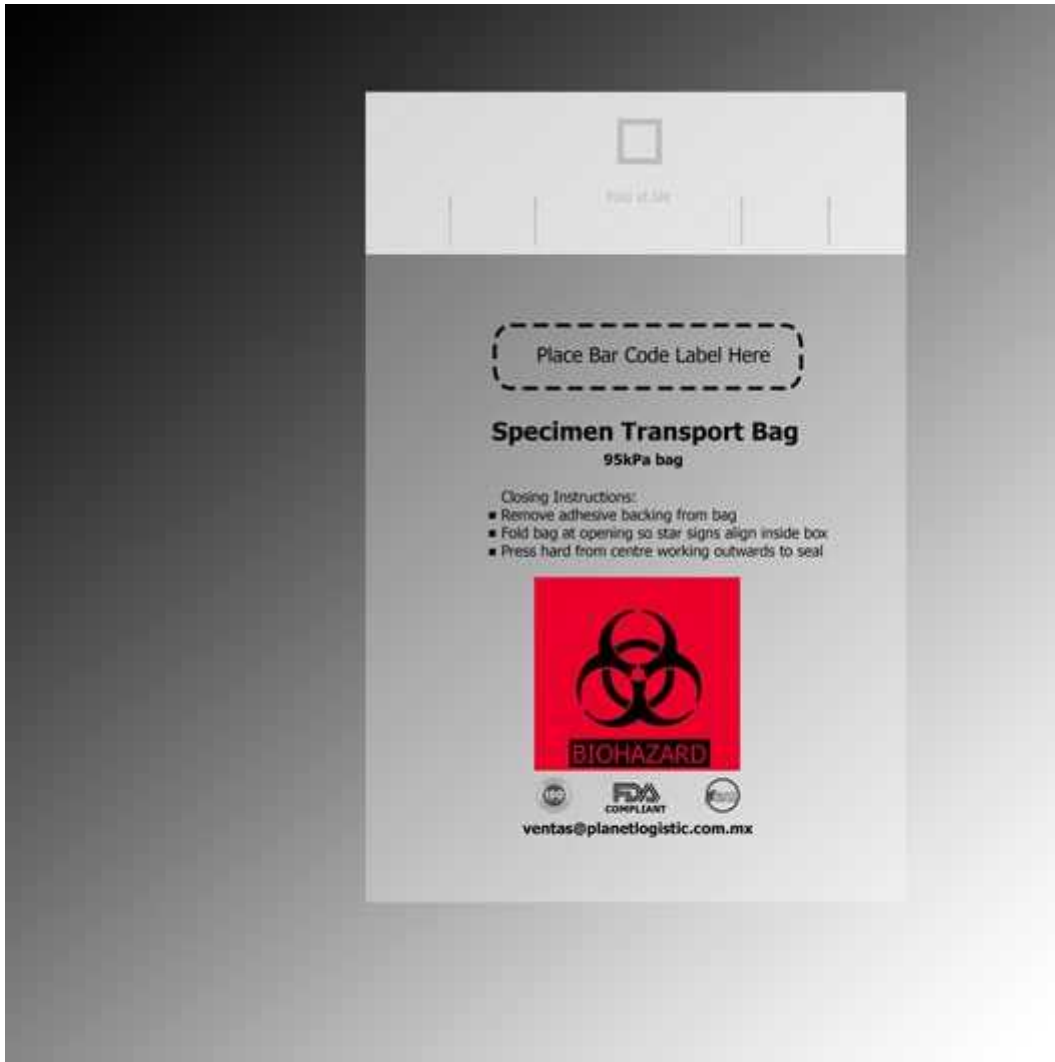 Place Bar Code Label Here
Specimen Transport Bag
95kPa bag
Closing Instructions:
▪ Remove adhesive backing from bag
▪ Fold bag at opening so star signs align inside box
▪ Press hard from centre working outwards to seal
BIOHAZARD
ISO
FDA
COMPLIANT
ventas@planetlogistic.com.mx